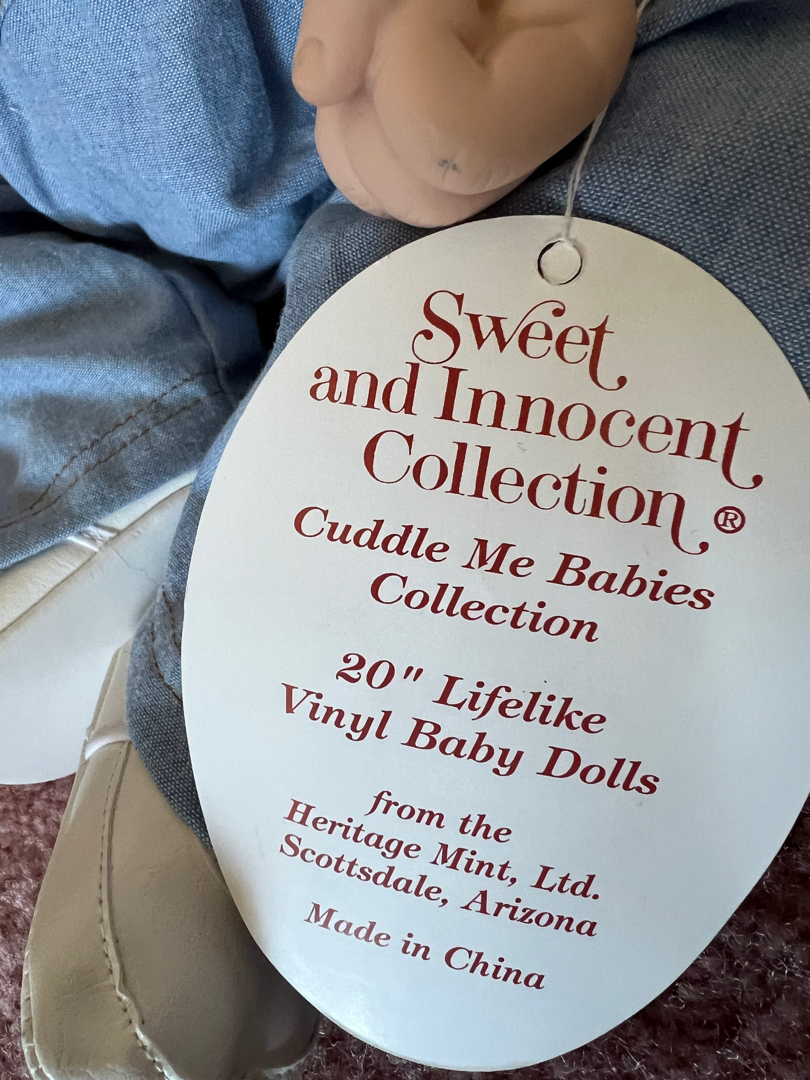 Sweet
and Innocent
Collection®
Cuddle Me Babies
Collection
20" Lifelike
Vinyl Baby Dolls
from the
Heritage Mint, Ltd.
Scottsdale, Arizona
Made in China